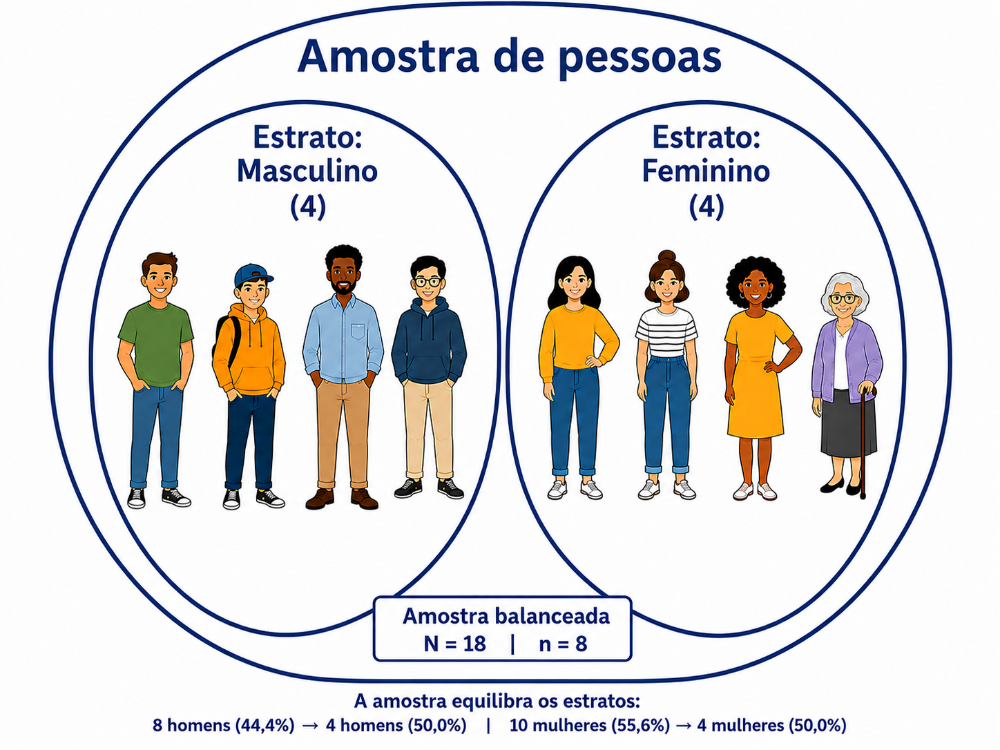 Amostra de pessoas
Estrato:
Masculino
(4)
Estrato:
Feminino
(4)
Amostra balanceada
N = 18 | n = 8
A amostra equilibra os estratos:
8 homens (44,4%) → 4 homens (50,0%) | 10 mulheres (55,6%) → 4 mulheres (50,0%)